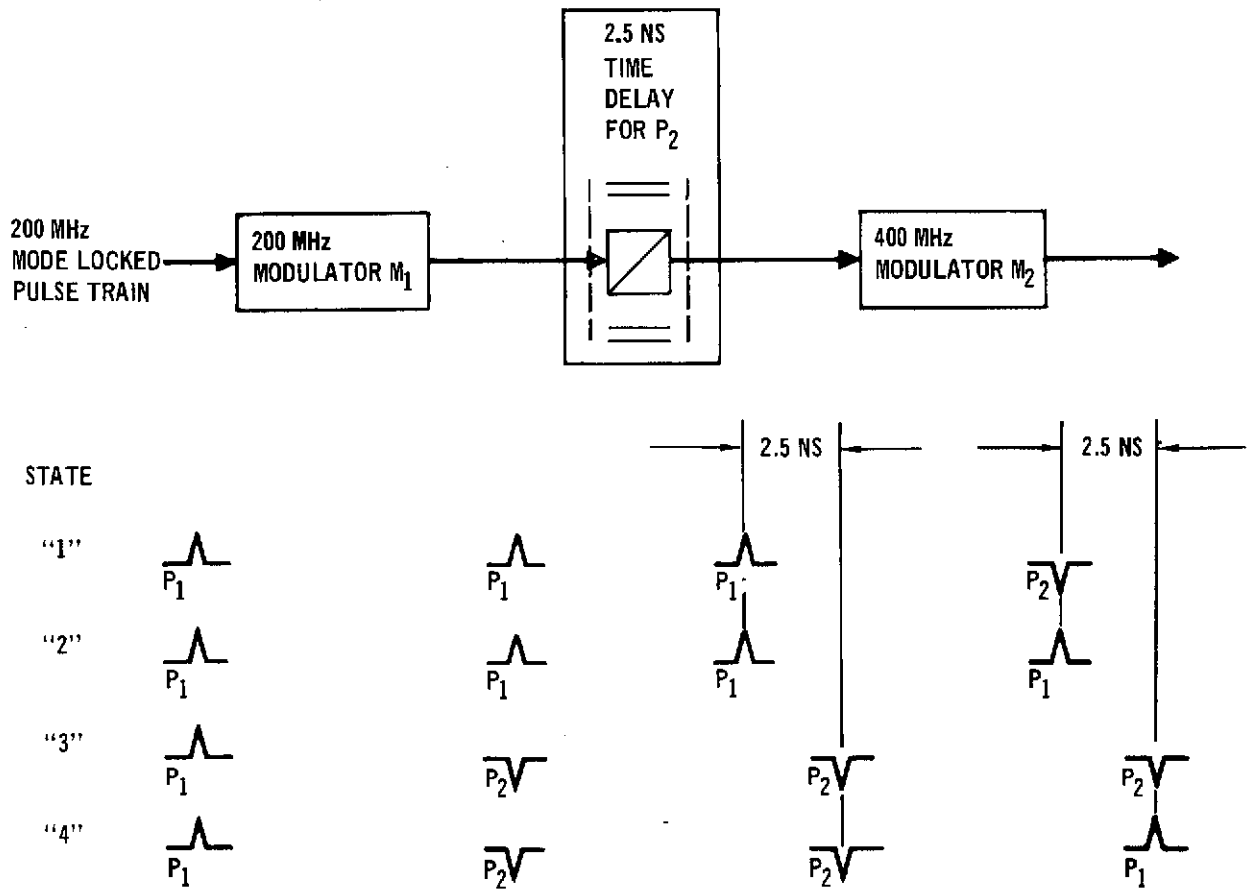 2.5 NS
TIME
DELAY
FOR P2
200 MHz
MODE LOCKED
PULSE TRAIN
200 MHz
MODULATOR M1
400 MHz
MODULATOR M2
2.5 NS
2.5 NS
STATE
“1”
P1
P1
P1
P2
“2”
P1
P1
P1
P1
“3”
P1
P2
P2
P2
“4”
P1
P2
P2
P1